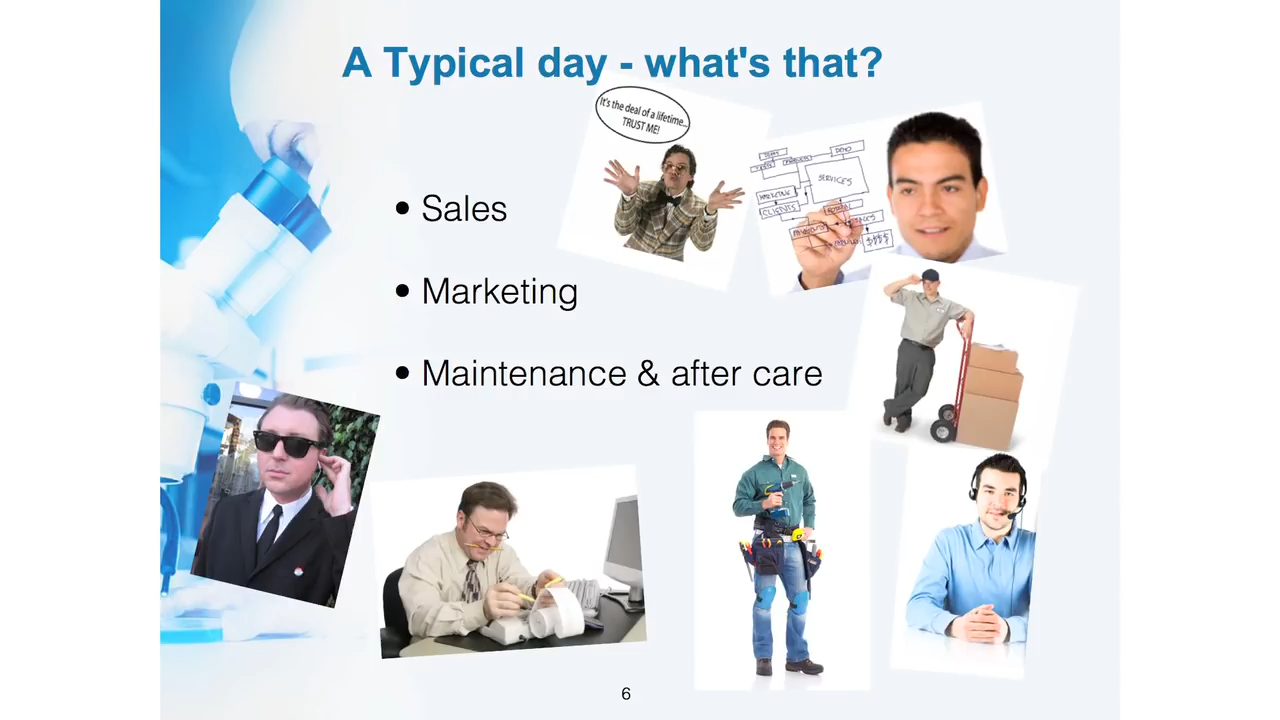 A Typical day - what's that?
It's the deal of a lifetime...
TRUST ME!
• Sales
• Marketing
• Maintenance & after care
DEMO
SERVICES
CLIENTS
$$$$
6